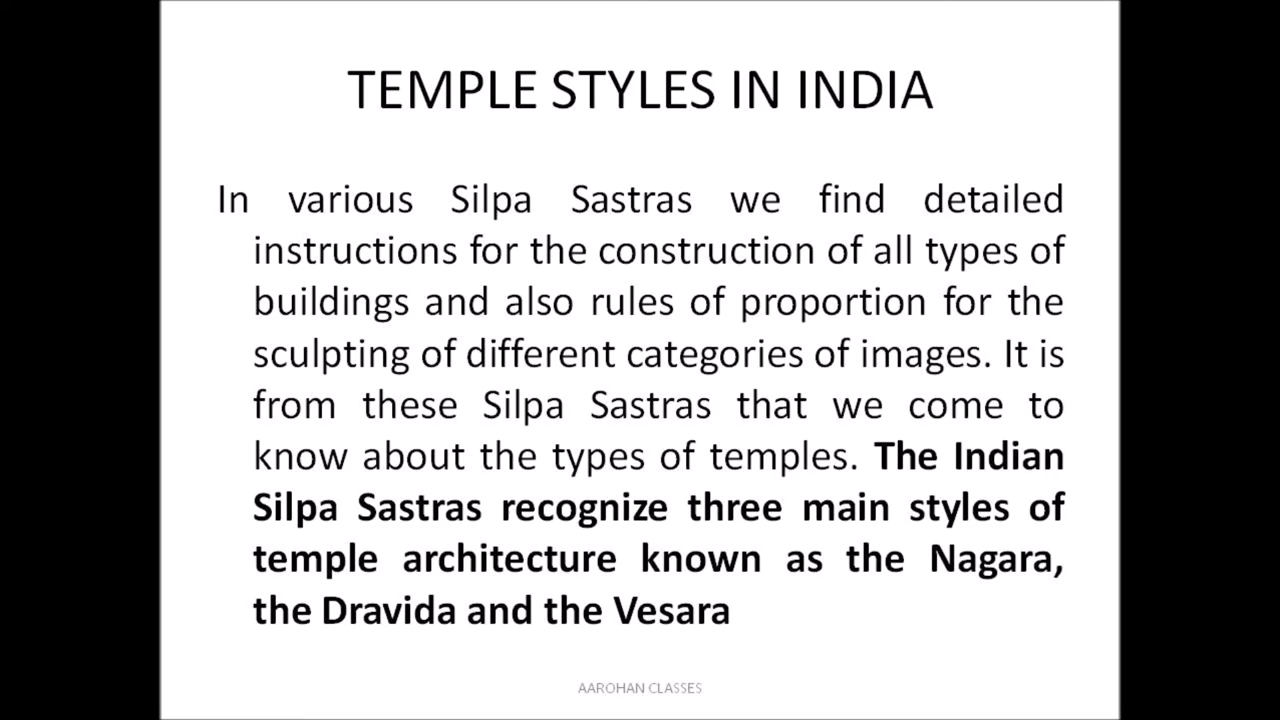 TEMPLE STYLES IN INDIA
In various Silpa Sastras we find detailed
instructions for the construction of all types of
buildings and also rules of proportion for the
sculpting of different categories of images. It is
from these Silpa Sastras that we come to
know about the types of temples. The Indian
Silpa Sastras recognize three main styles of
temple architecture known as the Nagara,
the Dravida and the Vesara
AAROHAN CLASSES